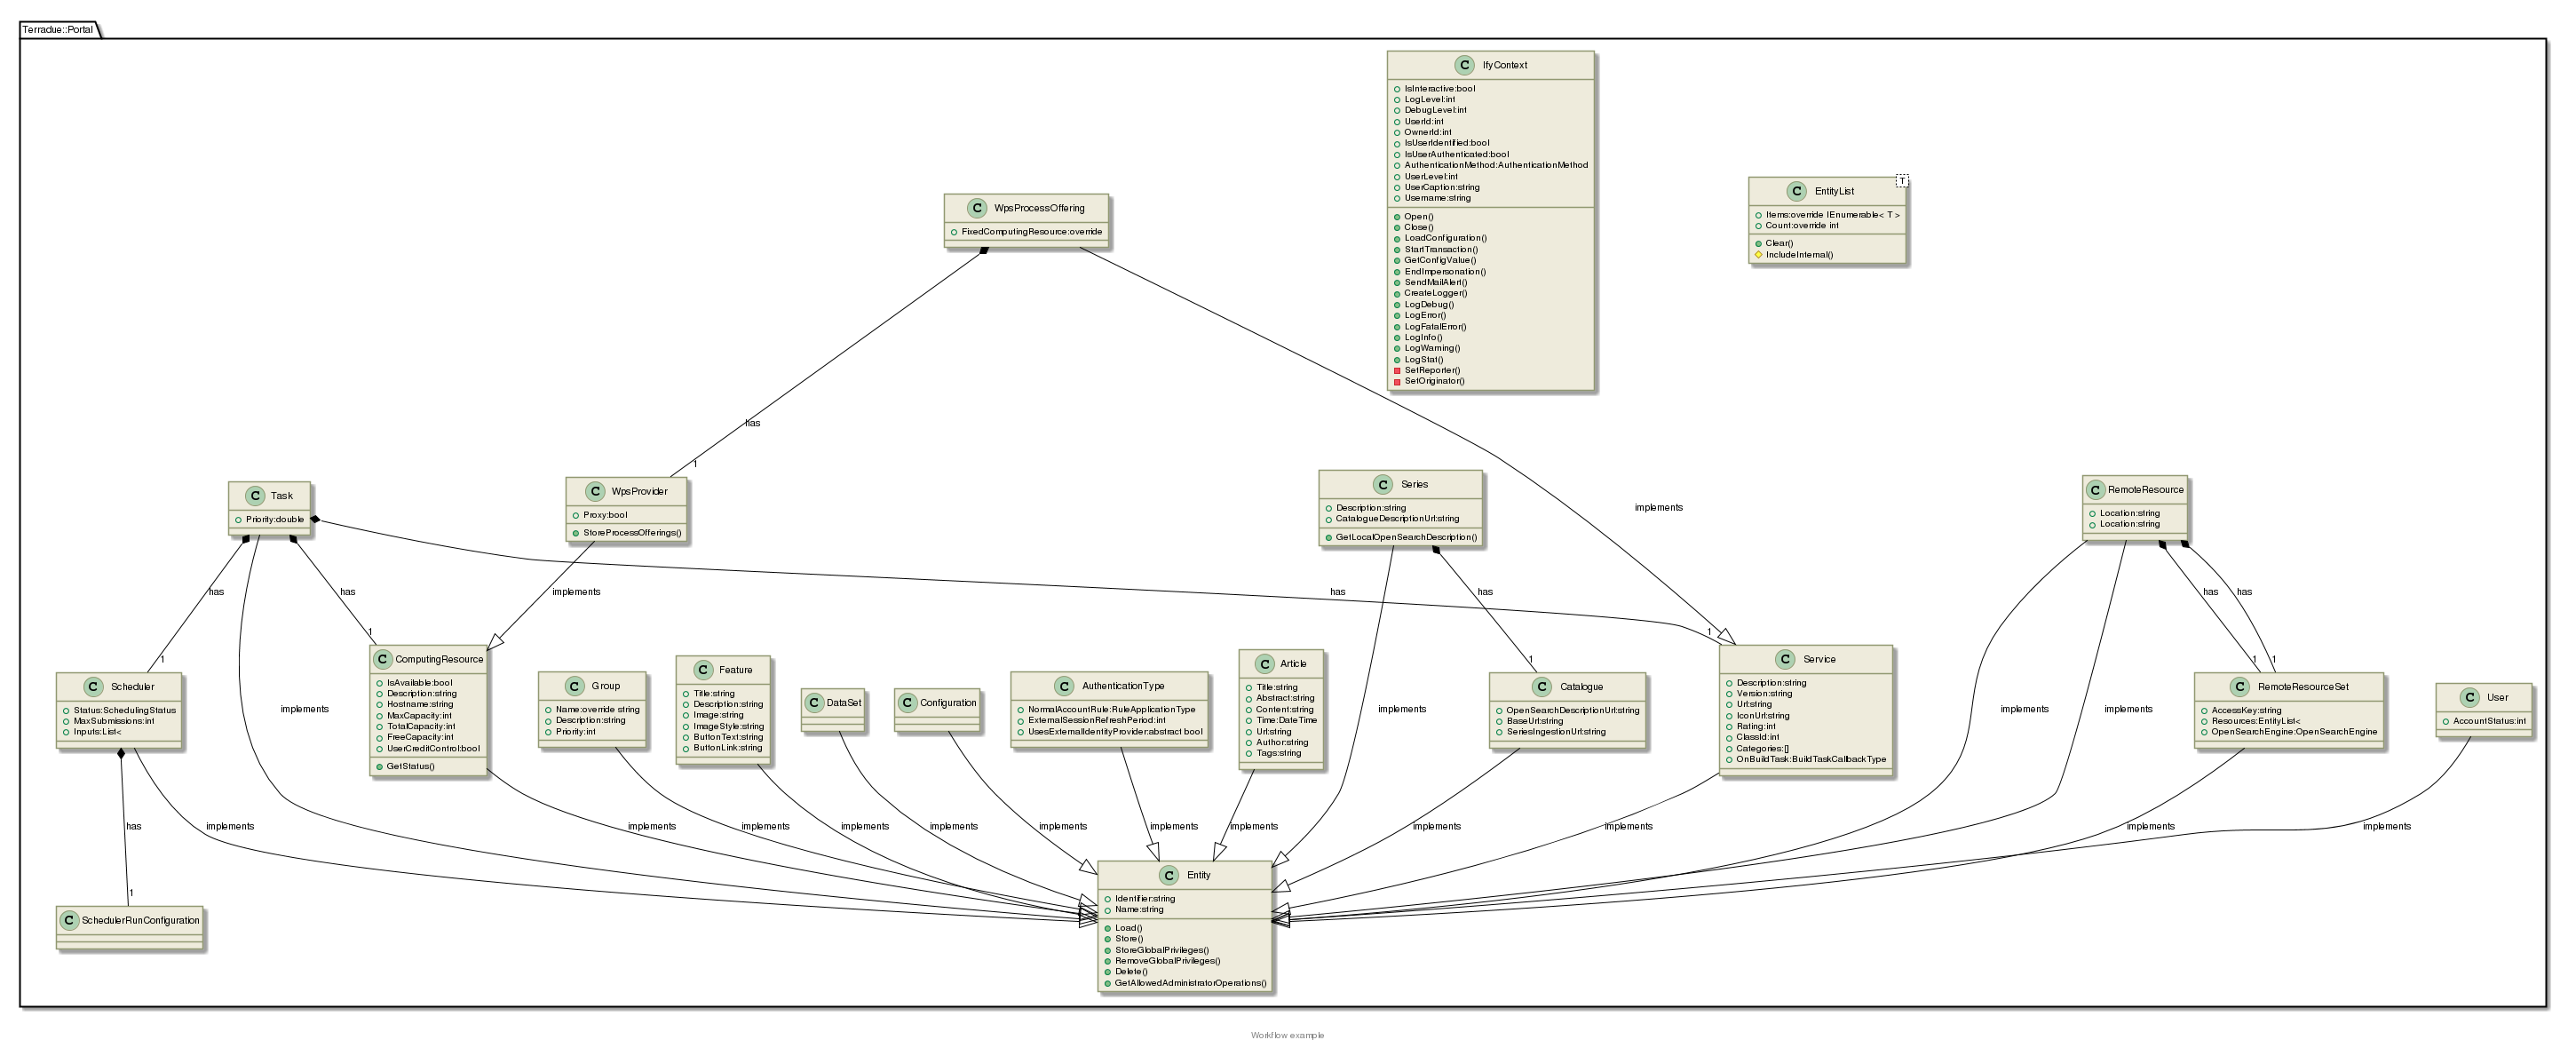 Terradue::Portal
C IfyContext
IsInteractive:bool
LogLevel:int
DebugLevel:int
UserId:int
OwnerId:int
IsUserIdentified:bool
IsUserAuthenticated:bool
AuthenticationMethod:AuthenticationMethod
UserLevel:int
UserCaption:string
Username:string
Open()
Close()
LoadConfiguration()
StartTransaction()
GetConfigValue()
EndImpersonation()
SendMailAlert()
CreateLogger()
LogDebug()
LogError()
LogFatalError()
LogInfo()
LogWarning()
LogStat()
SetReporter()
SetOriginator()
C EntityList
T
Items:override IEnumerable< T >
Count:override int
Clear()
IncludeInternal()
C WpsProcessOffering
FixedComputingResource:override
has
1
implements
C Task
Priority:double
C WpsProvider
Proxy:bool
StoreProcessOfferings()
C Series
Description:string
CatalogueDescriptionUrl:string
GetLocalOpenSearchDescription()
C RemoteResource
Location:string
Location:string
has
has
implements
has
has
has
has
1
1
1
1
1
1
implements
implements
implements
implements
C Scheduler
Status:SchedulingStatus
MaxSubmissions:int
Inputs:List<
C ComputingResource
IsAvailable:bool
Description:string
Hostname:string
MaxCapacity:int
TotalCapacity:int
FreeCapacity:int
UserCreditControl:bool
GetStatus()
C Group
Name:override string
Description:string
Priority:int
C Feature
Title:string
Description:string
Image:string
ImageStyle:string
ButtonText:string
ButtonLink:string
C DataSet
C Configuration
C AuthenticationType
NormalAccountRule:RuleApplicationType
ExternalSessionRefreshPeriod:int
UsesExternalIdentityProvider:abstract bool
C Article
Title:string
Abstract:string
Content:string
Time:DateTime
Url:string
Author:string
Tags:string
C Catalogue
OpenSearchDescriptionUrl:string
BaseUrl:string
SeriesIngestionUrl:string
C Service
Description:string
Version:string
Url:string
IconUrl:string
Rating:int
ClassId:int
Categories:[]
OnBuildTask:BuildTaskCallbackType
C RemoteResourceSet
AccessKey:string
Resources:EntityList<
OpenSearchEngine:OpenSearchEngine
C User
AccountStatus:int
has
implements
implements
implements
implements
implements
implements
implements
implements
implements
implements
implements
implements
1
C SchedulerRunConfiguration
C Entity
Identifier:string
Name:string
Load()
Store()
StoreGlobalPrivileges()
RemoveGlobalPrivileges()
Delete()
GetAllowedAdministratorOperations()
Workflow example